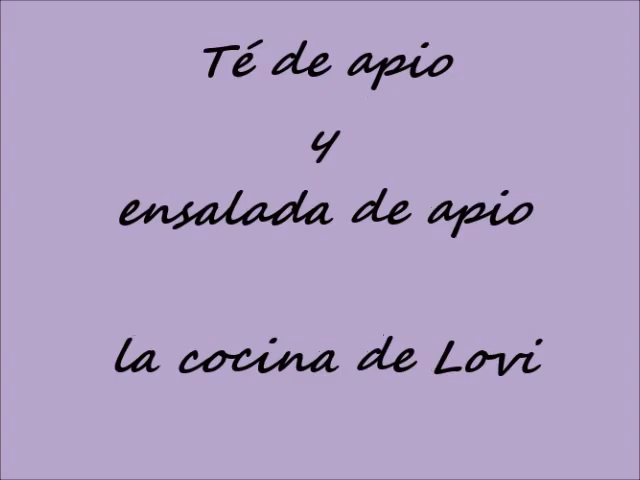 Té de apio
y
ensalada de apio
la cocina de Lovi